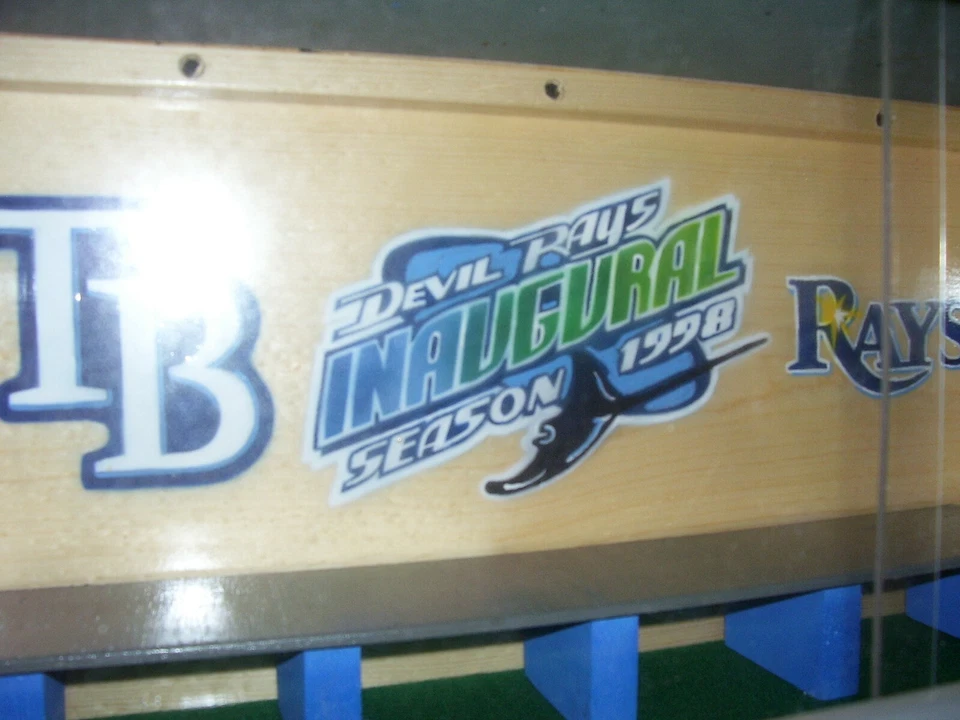 TB
DEVIL RAYS
INAUGURAL
SEASON 1998
RAYS